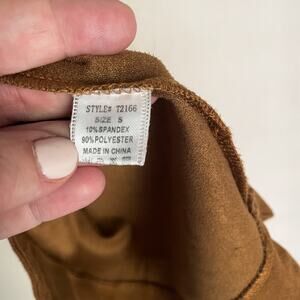 STYLE# T2166
SIZE S
10%SPANDEX
90%POLYESTER
MADE IN CHINA